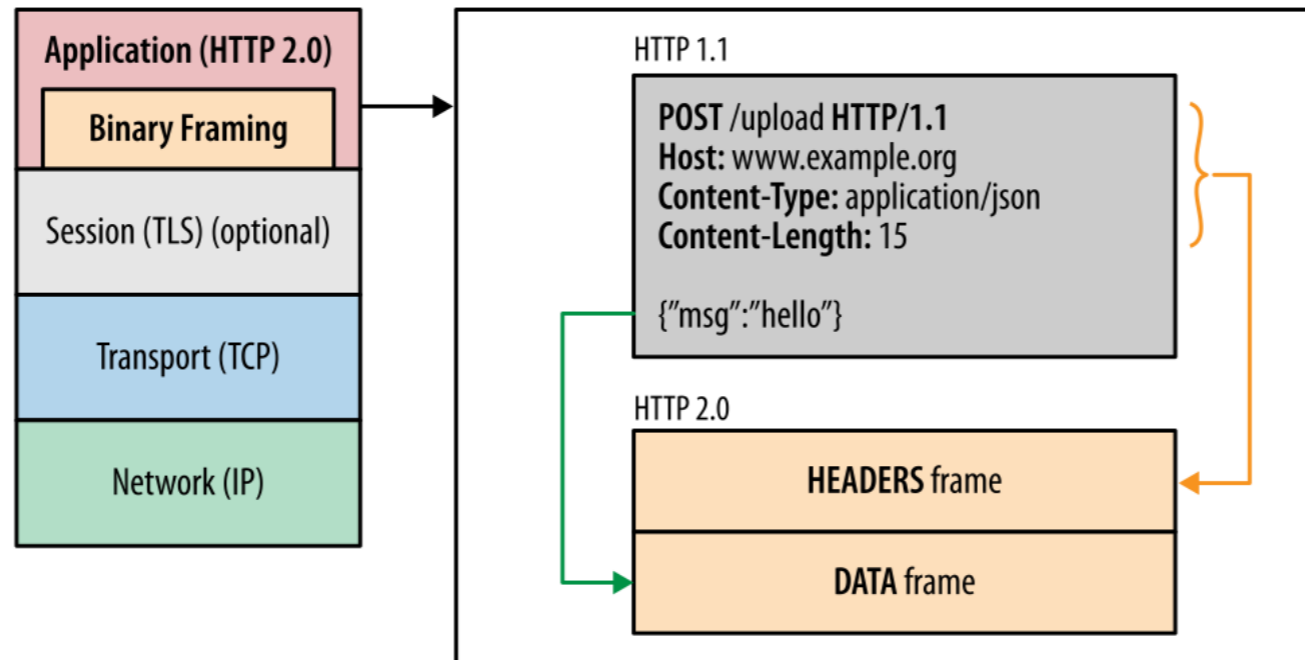 Application (HTTP 2.0)
Binary Framing
Session (TLS) (optional)
Transport (TCP)
Network (IP)
HTTP 1.1
POST /upload HTTP/1.1
Host: www.example.org
Content-Type: application/json
Content-Length: 15
{”msg”:”hello”}
HTTP 2.0
HEADERS frame
DATA frame